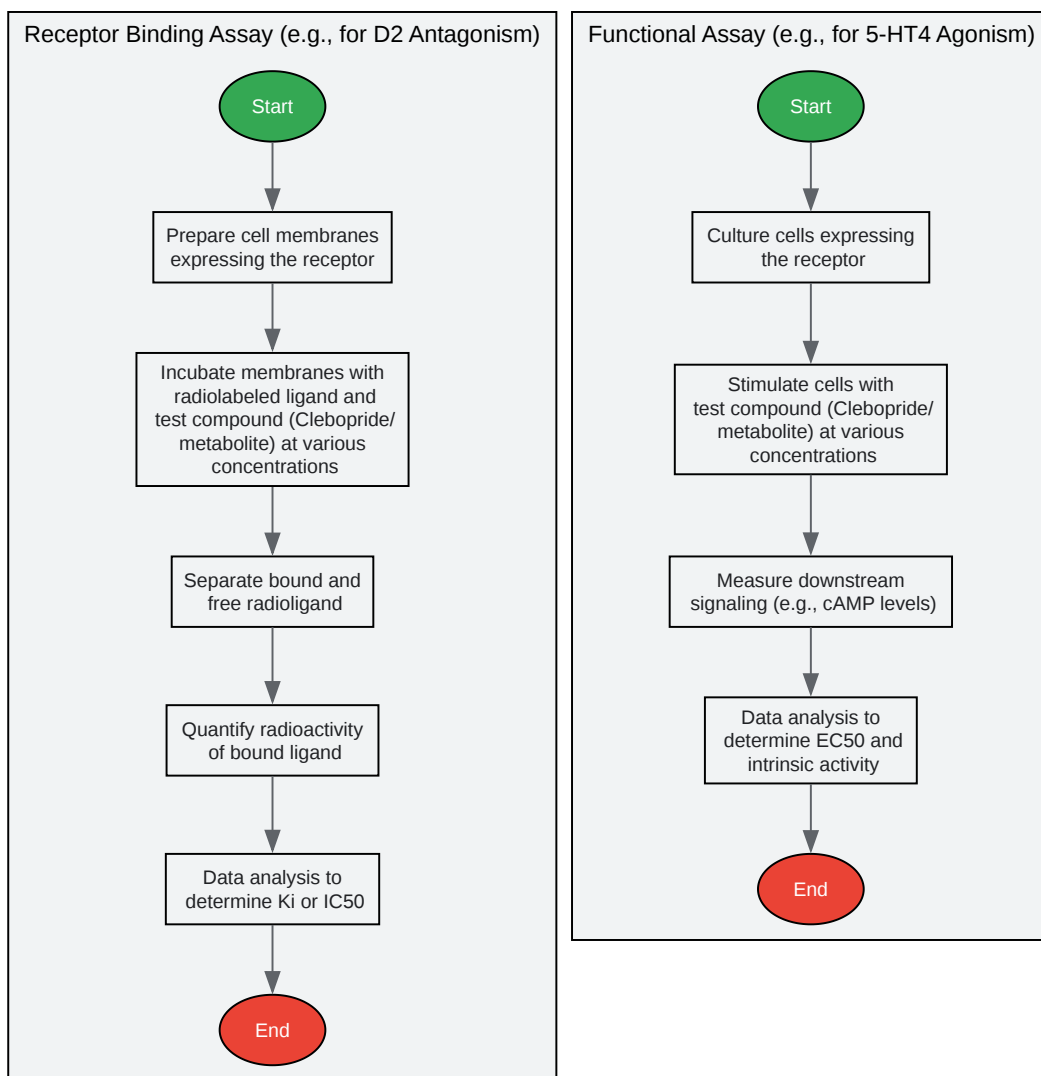 Receptor Binding Assay (e.g., for D2 Antagonism)
Start
Prepare cell membranes
expressing the receptor
Incubate membranes with
radiolabeled ligand and
test compound (Clebopride/
metabolite) at various
concentrations
Separate bound and
free radioligand
Quantify radioactivity
of bound ligand
Data analysis to
determine Ki or IC50
End
Functional Assay (e.g., for 5-HT4 Agonism)
Start
Culture cells expressing
the receptor
Stimulate cells with
test compound (Clebopride/
metabolite) at various
concentrations
Measure downstream
signaling (e.g., cAMP levels)
Data analysis to
determine EC50 and
intrinsic activity
End